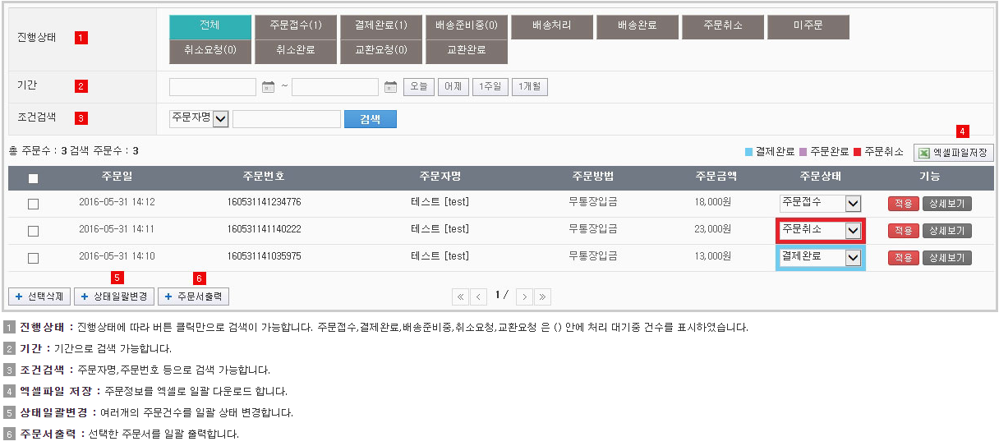 진행상태 1 전체 주문접수(1) 결제완료(1) 배송준비중(0) 배송처리 배송완료 주문취소 미주문
취소요청(0) 취소완료 교환요청(0) 교환완료
기간 2 ~ 오늘 어제 1주일 1개월
조건검색 3 주문자명 검색
4
총 주문수 : 3 검색 주문수 : 3 결제완료 주문완료 주문취소 엑셀파일저장
주문일 주문번호 주문자명 주문방법 주문금액 주문상태 기능
2016-05-31 14:12 160531141234776 테스트 [test] 무통장입금 18,000원 주문접수 적용 상세보기
2016-05-31 14:11 160531141140222 테스트 [test] 무통장입금 23,000원 주문취소 적용 상세보기
2016-05-31 14:10 160531141035975 테스트 [test] 무통장입금 13,000원 결제완료 적용 상세보기
5 6
+ 선택삭제 + 상태일괄변경 + 주문서출력 « ‹ 1 / › »
1 진행상태 : 진행상태에 따라 버튼 클릭만으로 검색이 가능합니다. 주문접수,결제완료,배송준비중,취소요청,교환요청 은 () 안에 처리 대기중 건수를 표시하였습니다.
2 기간 : 기간으로 검색 가능합니다.
3 조건검색 : 주문자명,주문번호 등으로 검색 가능합니다.
4 엑셀파일 저장 : 주문정보를 엑셀로 일괄 다운로드 합니다.
5 상태일괄변경 : 여러개의 주문건수를 일괄 상태 변경합니다.
6 주문서출력 : 선택한 주문서를 일괄 출력합니다.